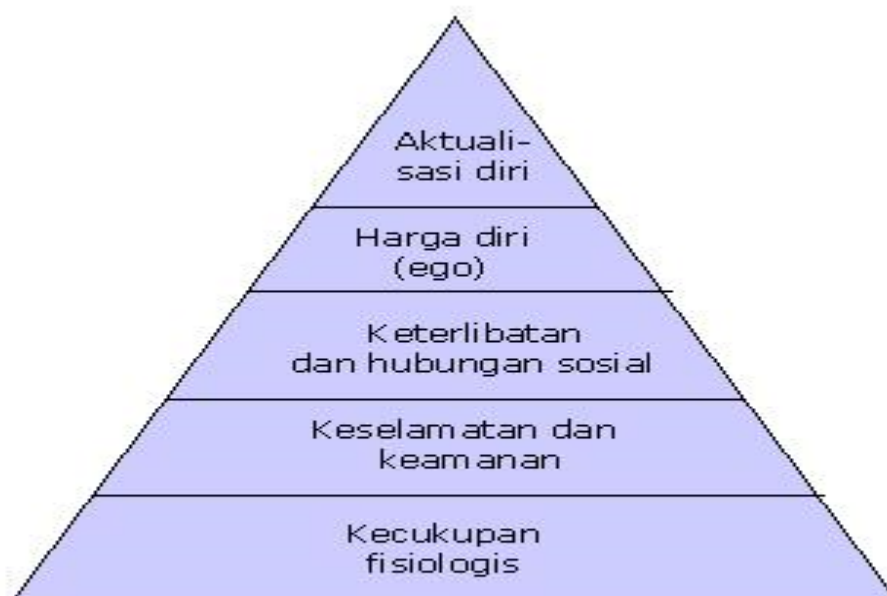 Aktuali-
sasi diri
Harga diri
(ego)
Keterlibatan
dan hubungan sosial
Keselamatan dan
keamanan
Kecukupan
fisiologis